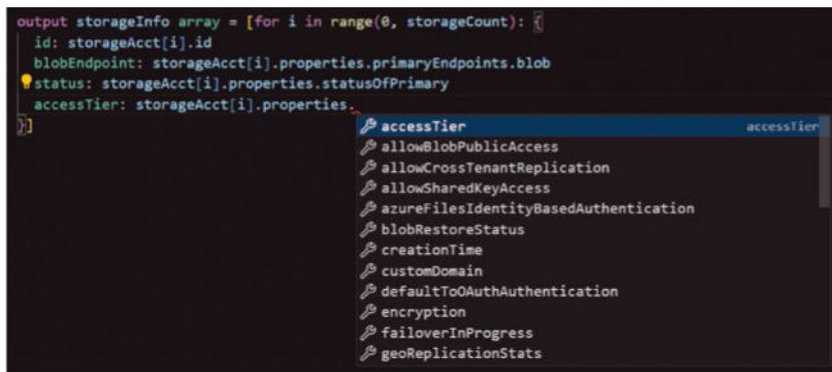 output storageInfo array = [for i in range(0, storageCount): {
id: storageAcct[i].id
blobEndpoint: storageAcct[i].properties.primaryEndpoints.blob
status: storageAcct[i].properties.statusOfPrimary
accessTier: storageAcct[i].properties.
}]
accessTier accessTier
allowBlobPublicAccess
allowCrossTenantReplication
allowSharedKeyAccess
azureFilesIdentityBasedAuthentication
blobRestoreStatus
creationTime
customDomain
defaultToOAuthAuthentication
encryption
failoverInProgress
geoReplicationStats